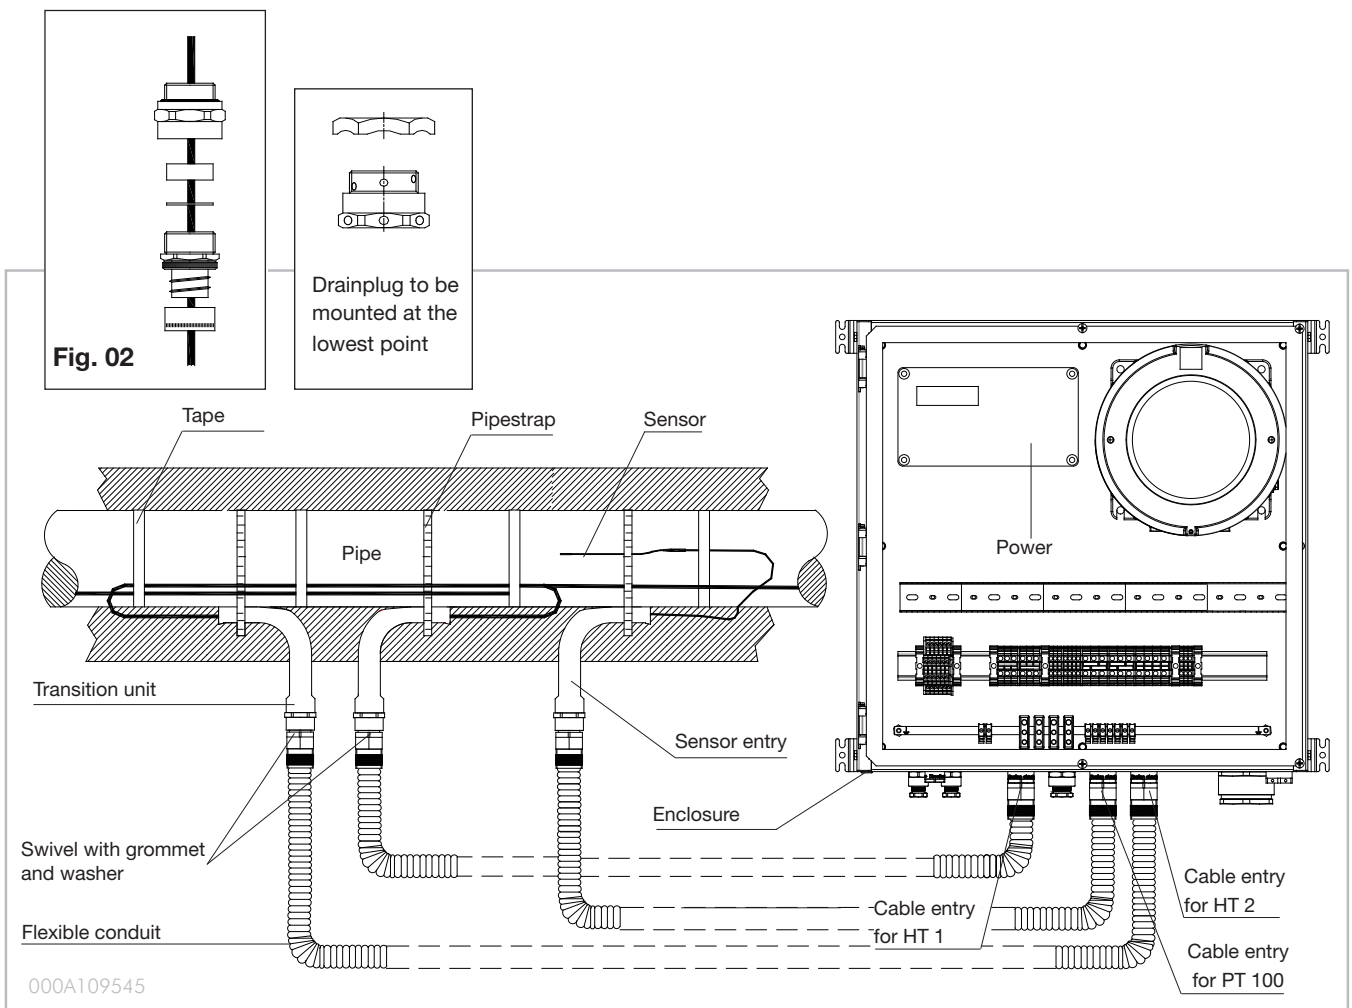 Fig. 02
Drainplug to be
mounted at the
lowest point
Tape
Pipestrap
Sensor
Pipe
Power
Transition unit
Sensor entry
Enclosure
Swivel with grommet
and washer
Flexible conduit
Cable entry
for HT 1
Cable entry
for HT 2
Cable entry
for PT 100
000A109545